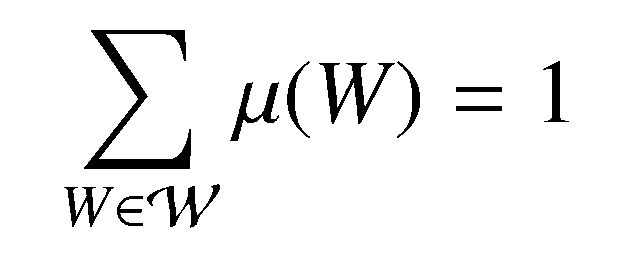 ∑_{W∈𝒲} μ(W) = 1